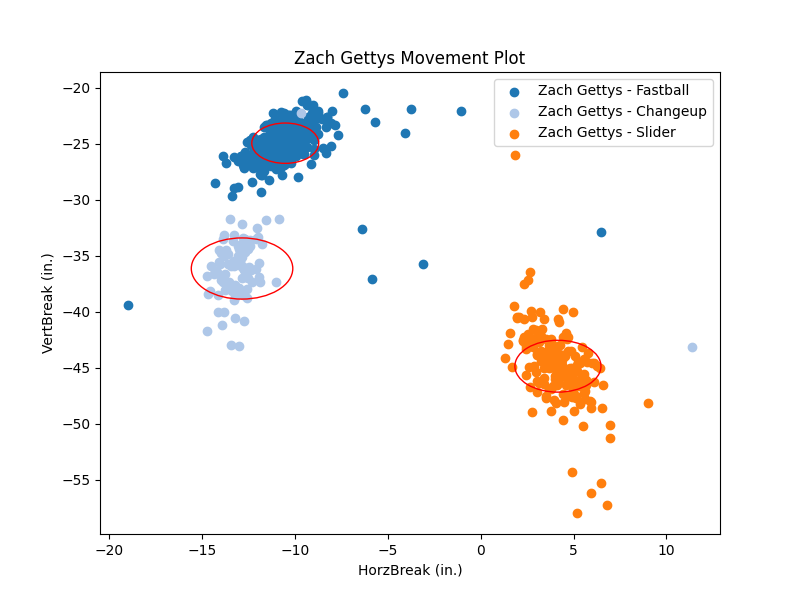 Zach Gettys Movement Plot
Zach Gettys - Fastball
Zach Gettys - Changeup
Zach Gettys - Slider
VertBreak (in.)
−20
−25
−30
−35
−40
−45
−50
−55
−20 −15 −10 −5 0 5 10
HorzBreak (in.)